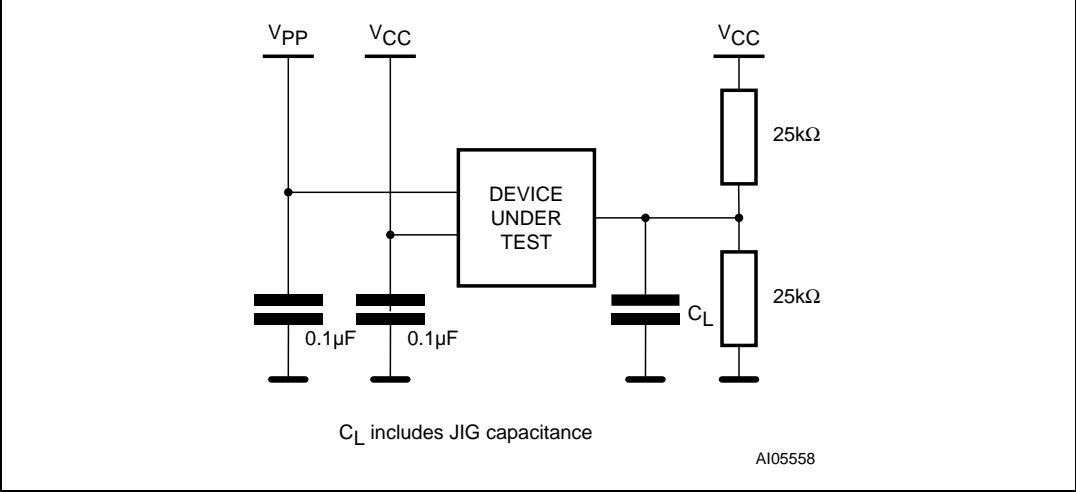 VPP
VCC
VCC
25kΩ
DEVICE
UNDER
TEST
25kΩ
CL
0.1µF
0.1µF
CL includes JIG capacitance
AI05558